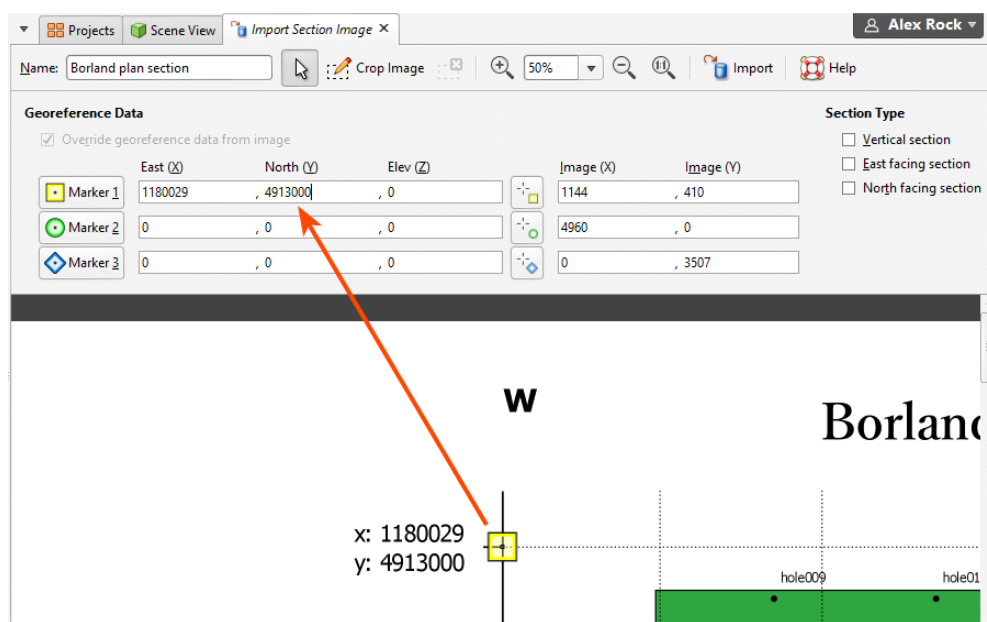 Projects Scene View Import Section Image × Alex Rock
Name: Borland plan section Crop Image 50% 1:1 Import Help
Georeference Data Section Type
Override georeference data from image Vertical section
East (X) North (Y) Elev (Z) Image (X) Image (Y) East facing section
Marker 1 1180029 , 4913000 , 0 1144 , 410 North facing section
Marker 2 0 , 0 , 0 4960 , 0
Marker 3 0 , 0 , 0 0 , 3507
W
Borland
x: 1180029
y: 4913000
hole009 hole01